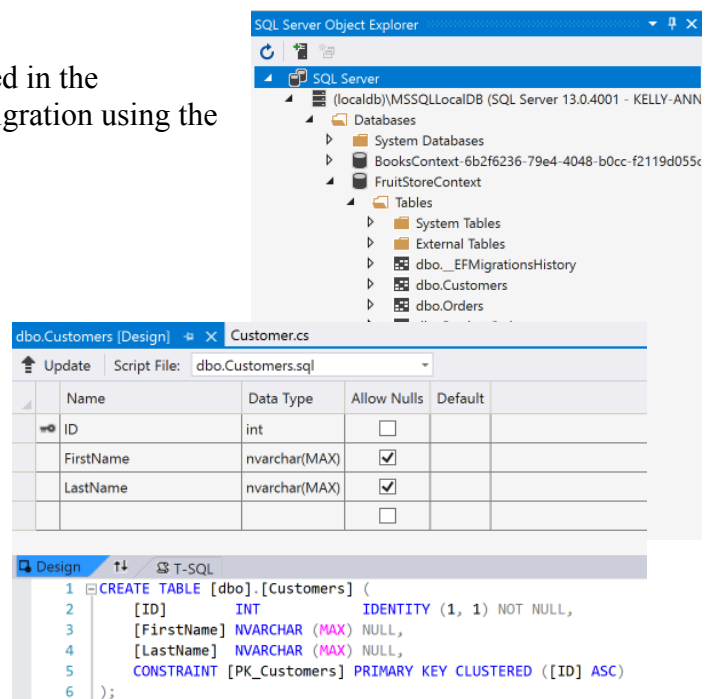 SQL Server Object Explorer
ed in the
SQL Server
igration using the
(localdb)\MSSQLLocalDB (SQL Server 13.0.4001 - KELLY-ANN
Databases
System Databases
BooksContext-6b2f6236-79e4-4048-b0cc-f2119d055c
FruitStoreContext
Tables
System Tables
External Tables
dbo.__EFMigrationsHistory
dbo.Customers
dbo.Orders
dbo.Customers [Design] Customer.cs
Update Script File: dbo.Customers.sql
Name Data Type Allow Nulls Default
ID int
FirstName nvarchar(MAX)
LastName nvarchar(MAX)
Design T-SQL
1 CREATE TABLE [dbo].[Customers] (
2 [ID] INT IDENTITY (1, 1) NOT NULL,
3 [FirstName] NVARCHAR (MAX) NULL,
4 [LastName] NVARCHAR (MAX) NULL,
5 CONSTRAINT [PK_Customers] PRIMARY KEY CLUSTERED ([ID] ASC)
6 );